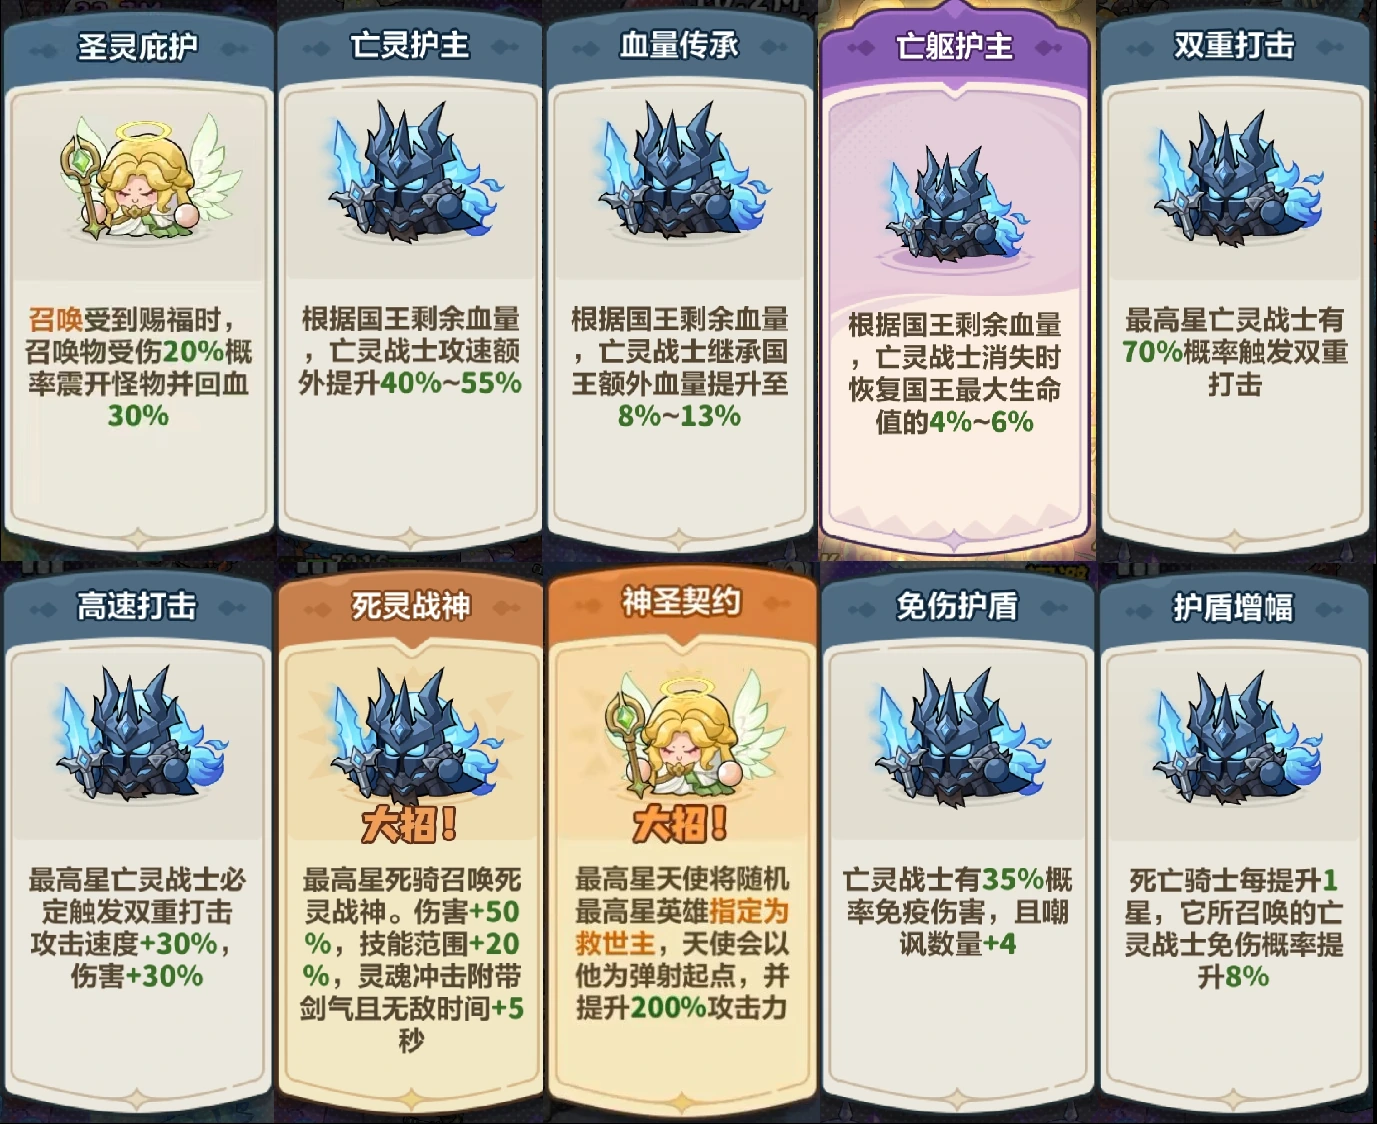 圣灵庇护
召唤受到赐福时，
召唤物受伤20%概
率震开怪物并回血
30%
亡灵护主
根据国王剩余血量
，亡灵战士攻速额
外提升40%~55%
血量传承
根据国王剩余血量
，亡灵战士继承国
王额外血量提升至
8%~13%
亡躯护主
根据国王剩余血量
，亡灵战士消失时
恢复国王最大生命
值的4%~6%
双重打击
最高星亡灵战士有
70%概率触发双重
打击
高速打击
最高星亡灵战士必
定触发双重打击
攻击速度+30%，
伤害+30%
死灵战神
大招！
最高星死骑召唤死
灵战神。伤害+50
%，技能范围+20
%，灵魂冲击附带
剑气且无敌时间+5
秒
神圣契约
大招！
最高星天使将随机
最高星英雄指定为
救世主，天使会以
他为弹射起点，并
提升200%攻击力
免伤护盾
亡灵战士有35%概
率免疫伤害，且嘲
讽数量+4
护盾增幅
死亡骑士每提升1
星，它所召唤的亡
灵战士免伤概率提
升8%